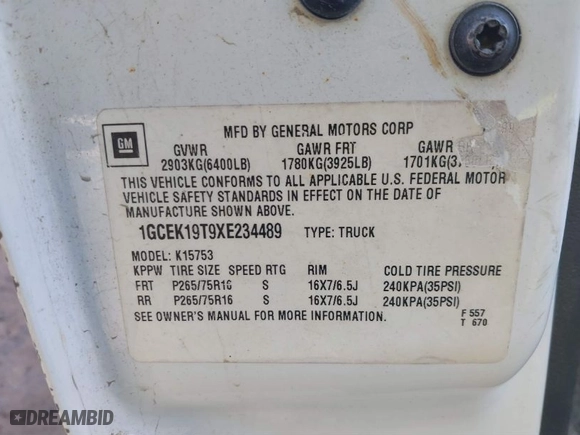 MFD BY GENERAL MOTORS CORP
GM
GVWR GAWR FRT GAWR
2903KG(6400LB) 1780KG(3925LB) 1701KG(3
THIS VEHICLE CONFORMS TO ALL APPLICABLE U.S. FEDERAL MOTOR
VEHICLE SAFETY STANDARDS IN EFFECT ON THE DATE OF
MANUFACTURE SHOWN ABOVE.
1GCEK19T9XE234489 TYPE: TRUCK
MODEL: K15753
KPPW TIRE SIZE SPEED RTG RIM COLD TIRE PRESSURE
FRT P265/75R16 S 16X7/6.5J 240KPA(35PSI)
RR P265/75R16 S 16X7/6.5J 240KPA(35PSI)
SEE OWNER'S MANUAL FOR MORE INFORMATION.
F 557
T 670
DREAMBID